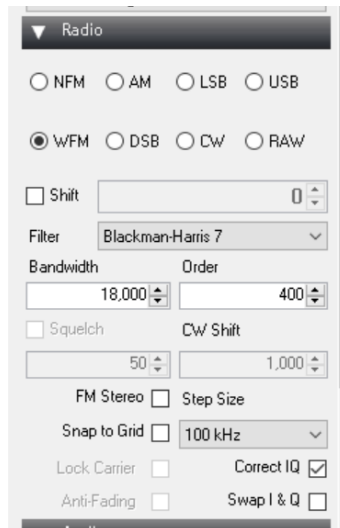 Radio
NFM AM LSB USB
WFM DSB CW RAW
Shift 0
Filter Blackman-Harris 7
Bandwidth Order
18,000 400
Squelch CW Shift
50 1,000
FM Stereo Step Size
Snap to Grid 100 kHz
Lock Carrier Correct IQ
Anti-Fading Swap I & Q